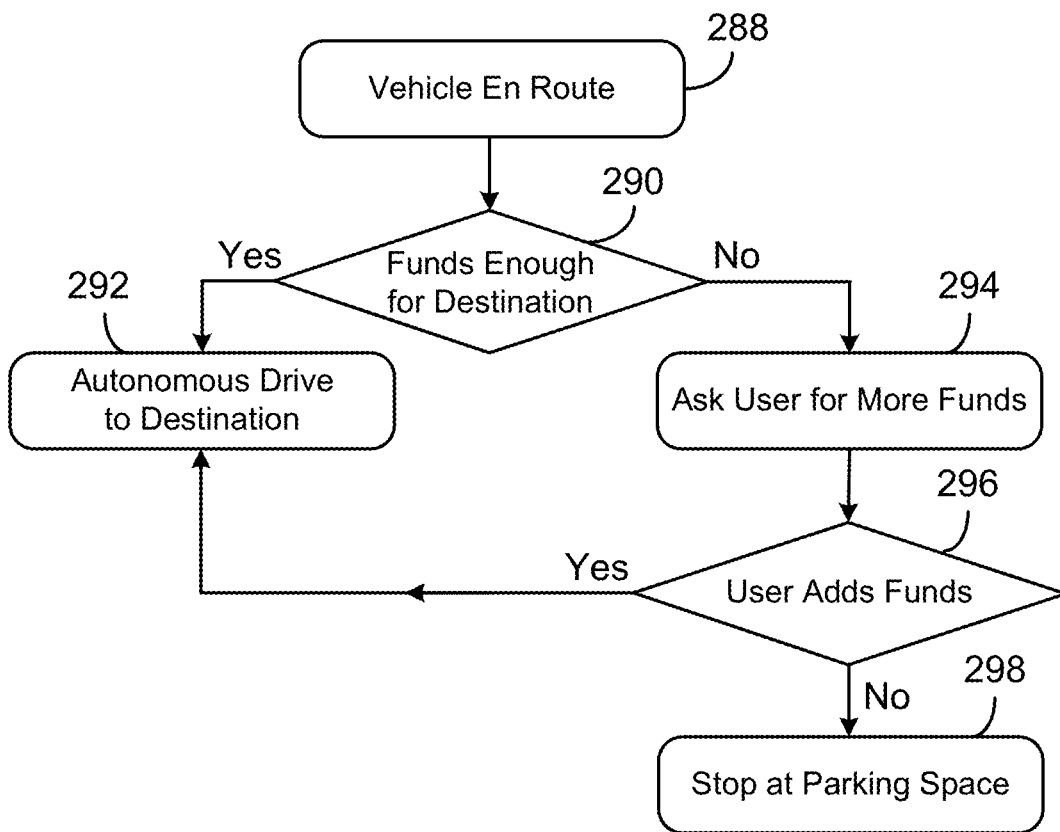 288
Vehicle En Route
290
Yes
Funds Enough
for Destination
No
292
294
Autonomous Drive
to Destination
Ask User for More Funds
296
Yes
User Adds Funds
298
No
Stop at Parking Space